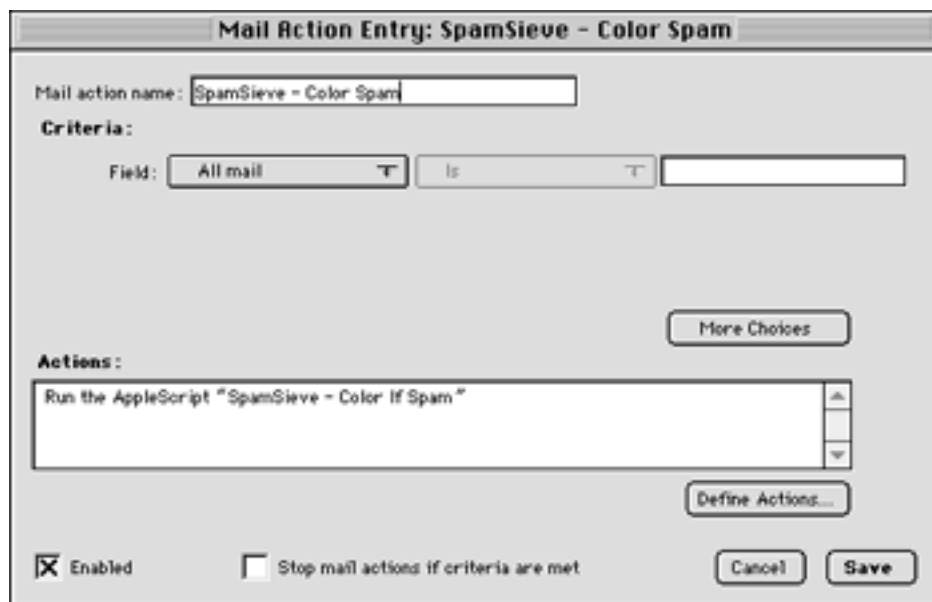 Mail Action Entry: SpamSieve - Color Spam
Mail action name: SpamSieve - Color Spam
Criteria:
Field: All mail Is
More Choices
Actions:
Run the AppleScript "SpamSieve - Color If Spam"
Define Actions...
Enabled Stop mail actions if criteria are met Cancel Save